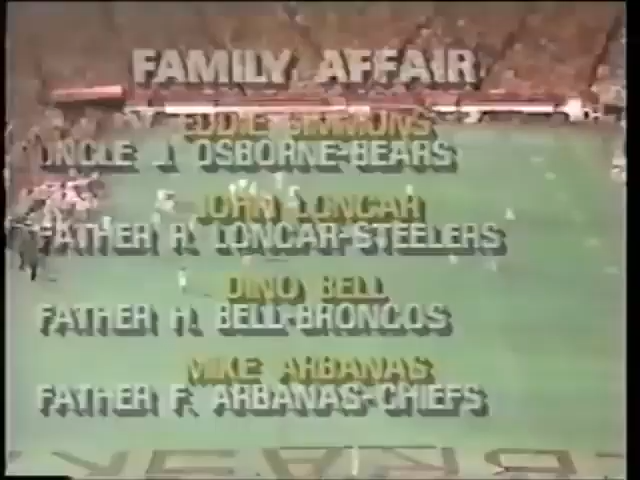 FAMILY AFFAIR
EDDIE SIMMONS
UNCLE J. OSBORNE-BEARS
JOHN LONCAR
FATHER R. LONCAR-STEELERS
DINO BELL
FATHER H. BELL-BRONCOS
MIKE ARBANAS
FATHER F. ARBANAS-CHIEFS